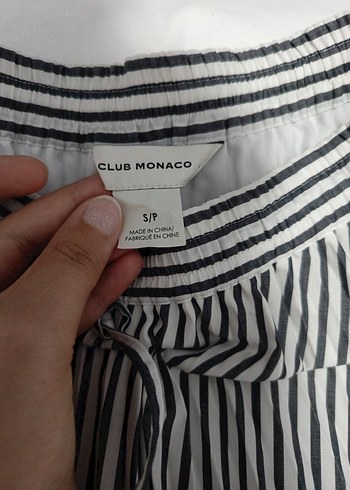 CLUB MONACO
S/P
MADE IN CHINA/
FABRIQUÉ EN CHINE